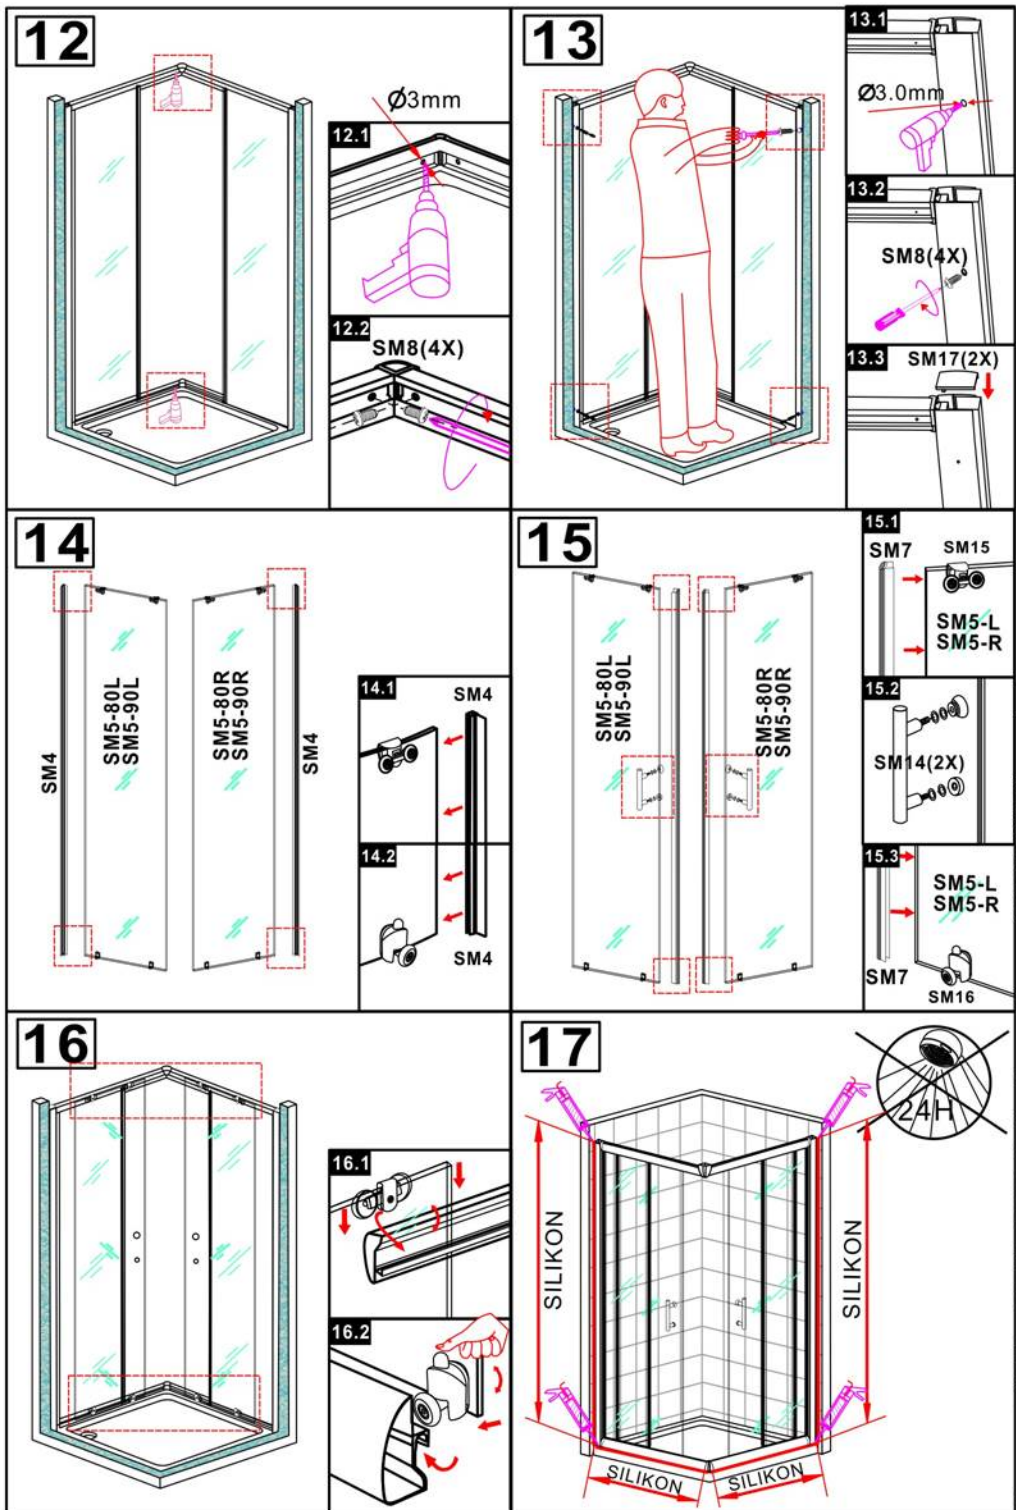 12
12.1
Ø3mm
12.2
SM8(4X)
13
13.1
Ø3.0mm
13.2
SM8(4X)
13.3
SM17(2X)
14
SM4
SM5-80L
SM5-90L
SM5-80R
SM5-90R
SM4
14.1
SM4
14.2
SM4
15
SM5-80L
SM5-90L
SM5-80R
SM5-90R
15.1
SM7
SM15
SM5-L
SM5-R
15.2
SM14(2X)
15.3
SM5-L
SM5-R
SM7
SM16
16
16.1
16.2
17
24H
SILIKON
SILIKON
SILIKON
SILIKON